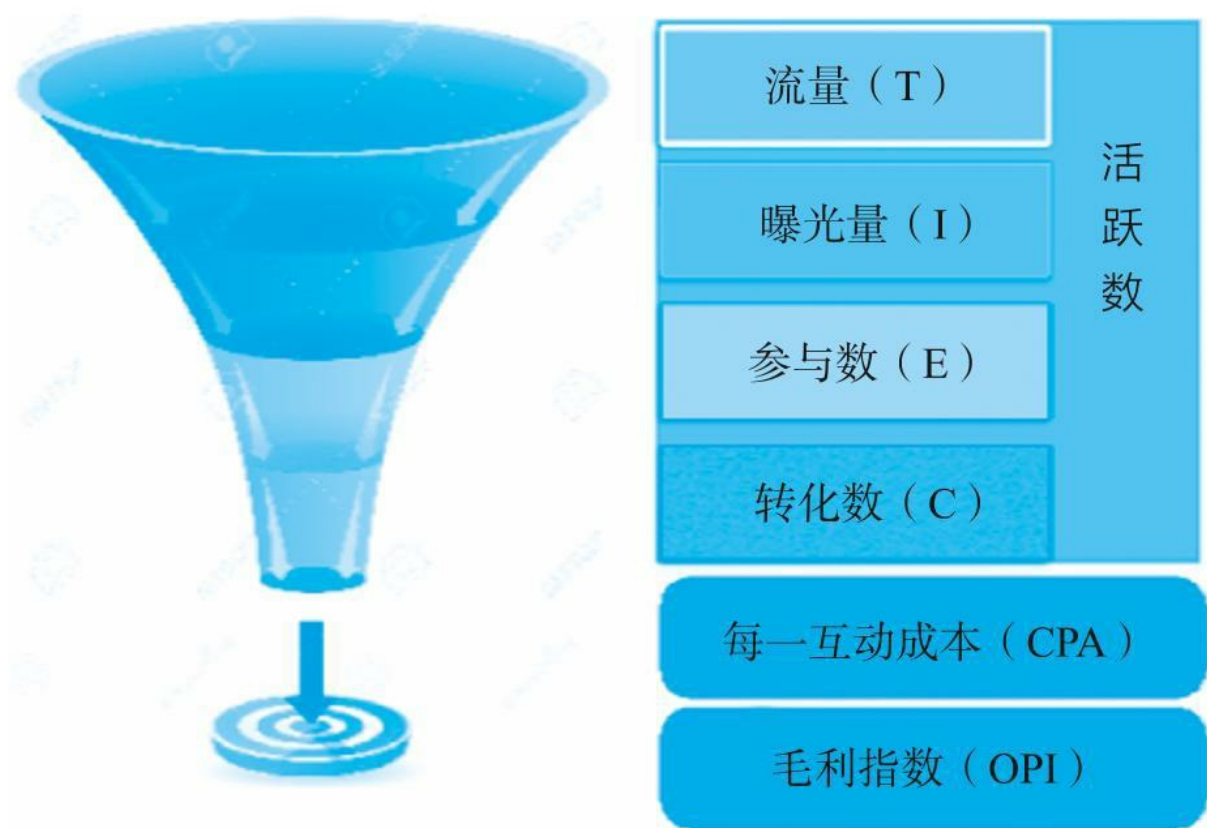 流量（T）
曝光量（I）
参与数（E）
转化数（C）
活跃数
每一互动成本（CPA）
毛利指数（OPI）